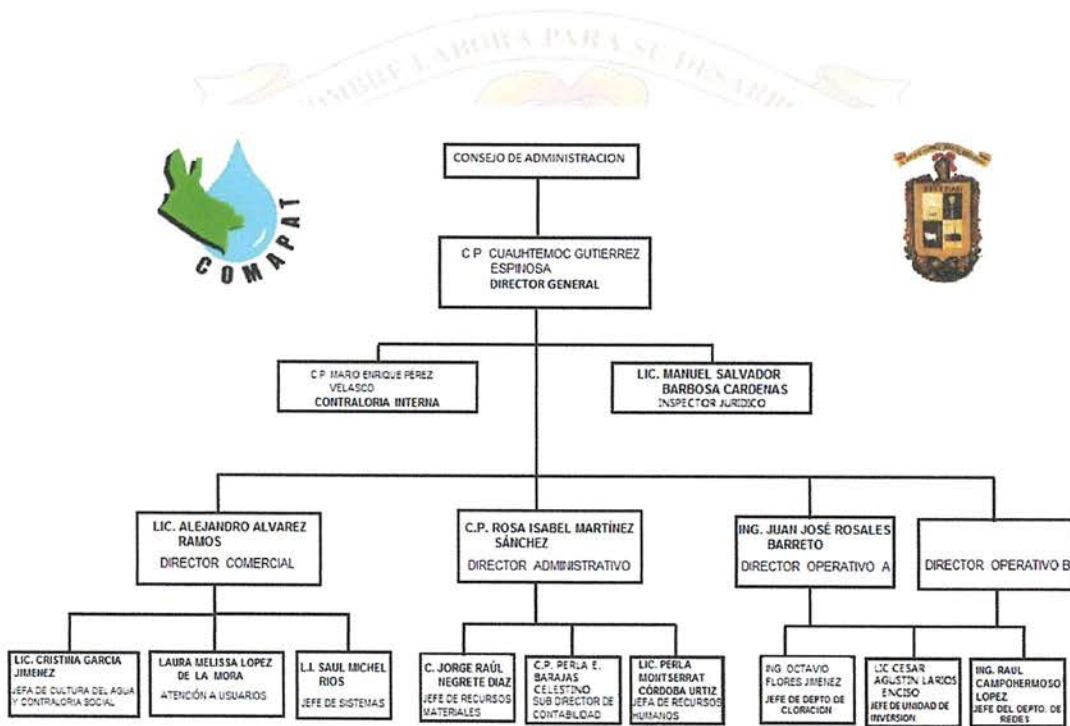 OMBRE LABORA PARA SU DESARR
CONSEJO DE ADMINISTRACION
COMAPAT
C P CUAUHTEMOC GUTIERREZ
ESPINOSA
DIRECTOR GENERAL
C P MARIO ENRIQUE PÉREZ
VELASCO
CONTRALORIA INTERNA
LIC. MANUEL SALVADOR
BARBOSA CARDENAS
INSPECTOR JURIDICO
LIC. ALEJANDRO ALVAREZ
RAMOS
DIRECTOR COMERCIAL
C.P. ROSA ISABEL MARTÍNEZ
SÁNCHEZ
DIRECTOR ADMINISTRATIVO
ING. JUAN JOSÉ ROSALES
BARRETO
DIRECTOR OPERATIVO A
DIRECTOR OPERATIVO B
LIC. CRISTINA GARCIA
JIMENEZ
JEFA DE CULTURA DEL AGUA
Y CONTRALORIA SOCIAL
LAURA MELISSA LOPEZ
DE LA MORA
ATENCIÓN A USUARIOS
L.I. SAUL MICHEL
RIOS
JEFE DE SISTEMAS
C. JORGE RAÚL
NEGRETE DIAZ
JEFE DE RECURSOS
MATERIALES
C.P. PERLA E.
BARAJAS
CELESTINO
SUB DIRECTOR DE
CONTABILIDAD
LIC. PERLA
MONTSERRAT
CÓRDOBA URTIZ
JEFA DE RECURSOS
HUMANOS
ING. OCTAVIO
FLORES JIMENEZ
JEFE DE DEPTO DE
CLORACION
LIC CESAR
AGUSTIN LARIOS
ENCISO
JEFE DE UNIDAD DE
INVERSION
ING. RAUL
CAMPOHERMOSO
LOPEZ
JEFE DEL DEPTO. DE
REDES